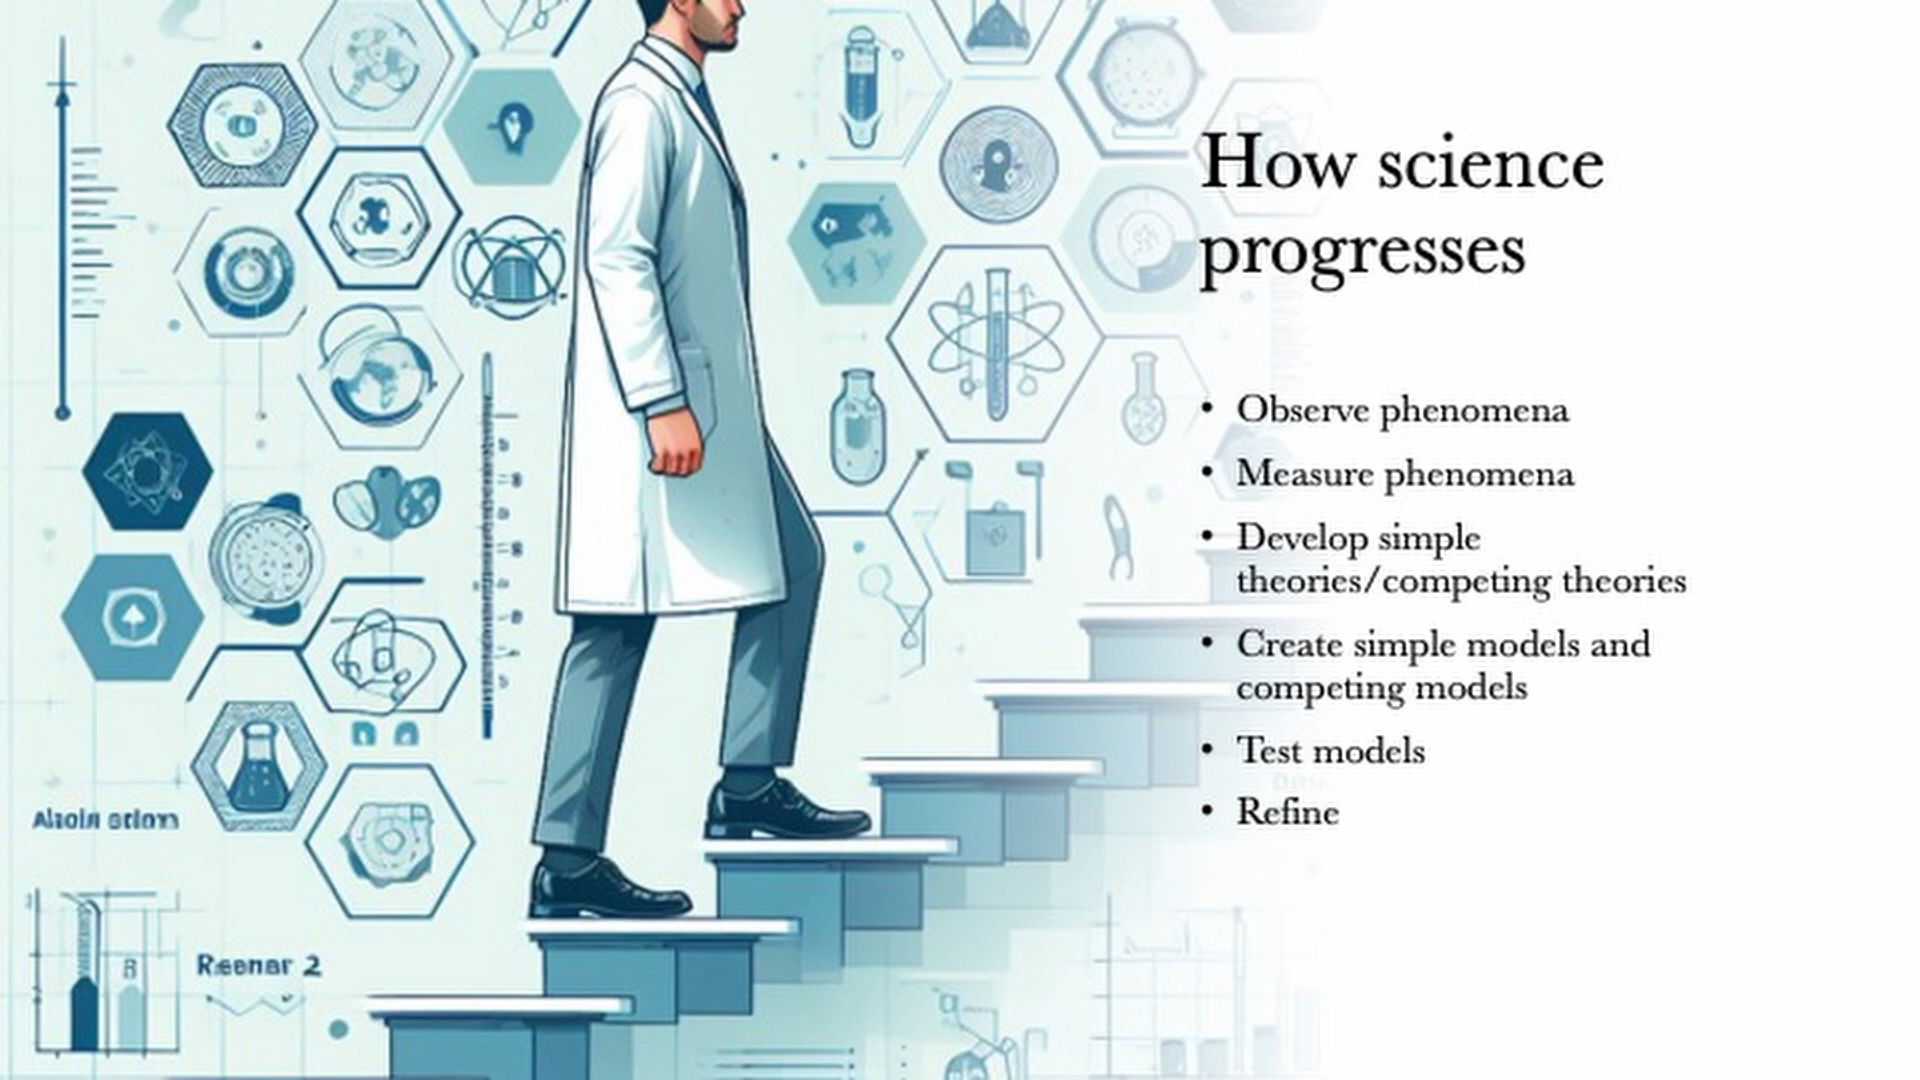 How science
progresses
• Observe phenomena
• Measure phenomena
• Develop simple
theories/competing theories
• Create simple models and
competing models
• Test models
• Refine
R
2